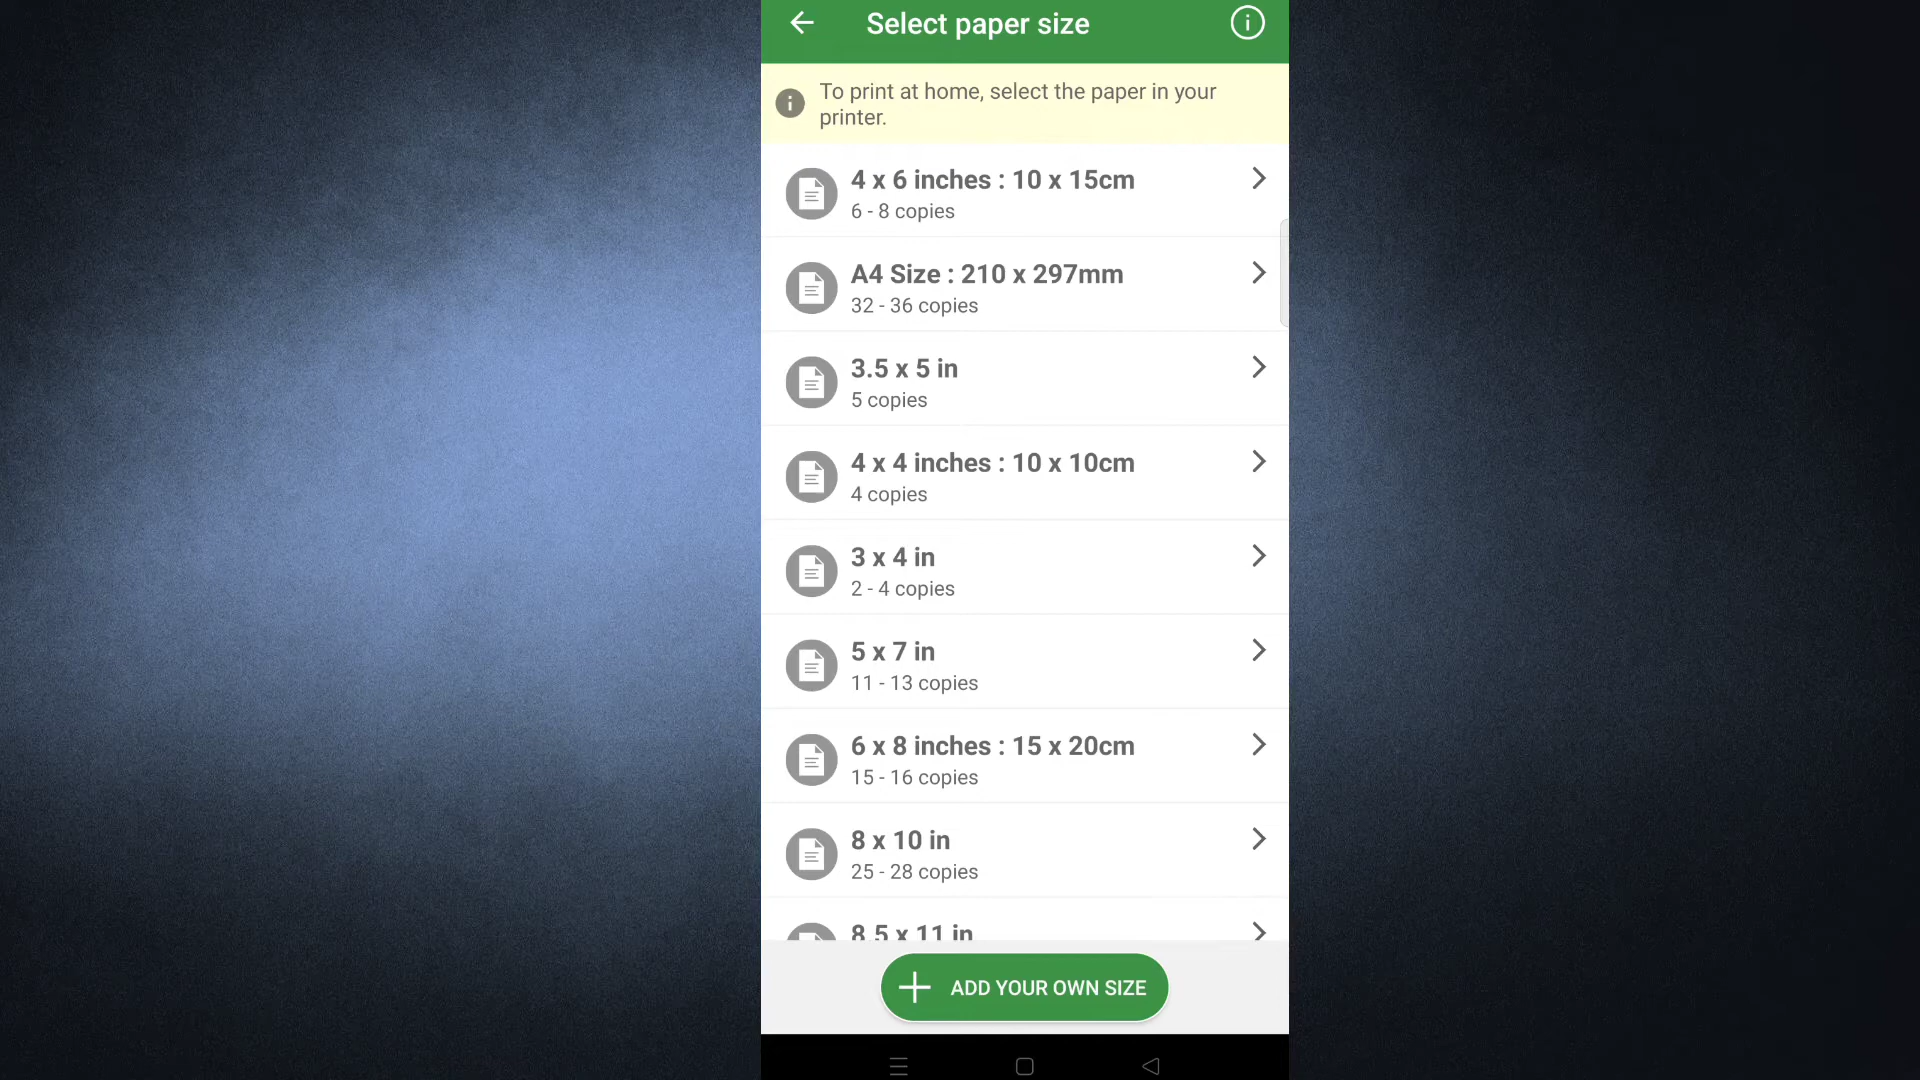 Select paper size
To print at home, select the paper in your
printer.
4 x 6 inches : 10 x 15cm
6 - 8 copies
A4 Size : 210 x 297mm
32 - 36 copies
3.5 x 5 in
5 copies
4 x 4 inches : 10 x 10cm
4 copies
3 x 4 in
2 - 4 copies
5 x 7 in
11 - 13 copies
6 x 8 inches : 15 x 20cm
15 - 16 copies
8 x 10 in
25 - 28 copies
8.5 x 11 in
ADD YOUR OWN SIZE